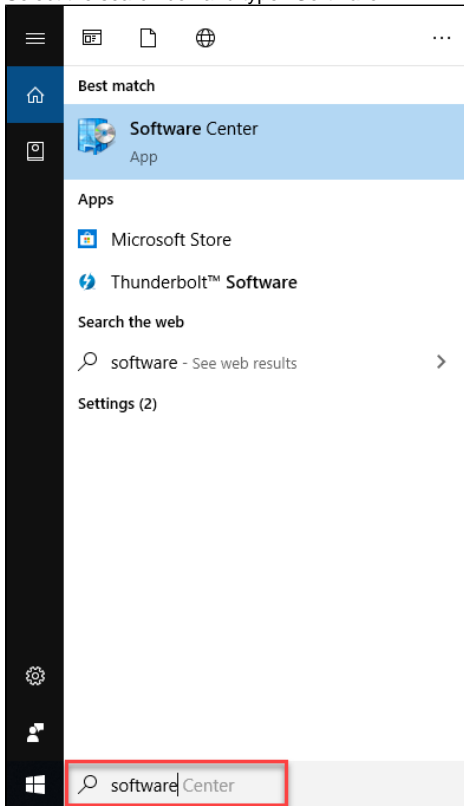 ...
Best match
Software Center
App
Apps
Microsoft Store
Thunderbolt™ Software
Search the web
software - See web results
Settings (2)
software Center